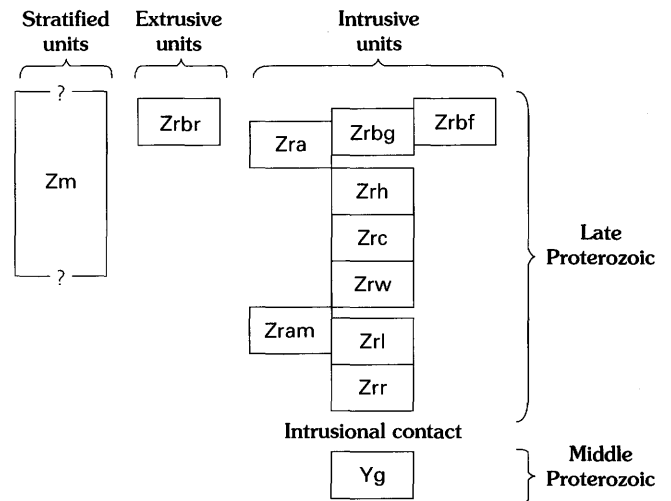 Stratified units
Extrusive units
Intrusive units
?
Zm
?
Zrbr
Zra
Zrbg
Zrbf
Zrh
Zrc
Zrw
Zram
Zrl
Zrr
Late Proterozoic
Intrusional contact
Yg
Middle Proterozoic